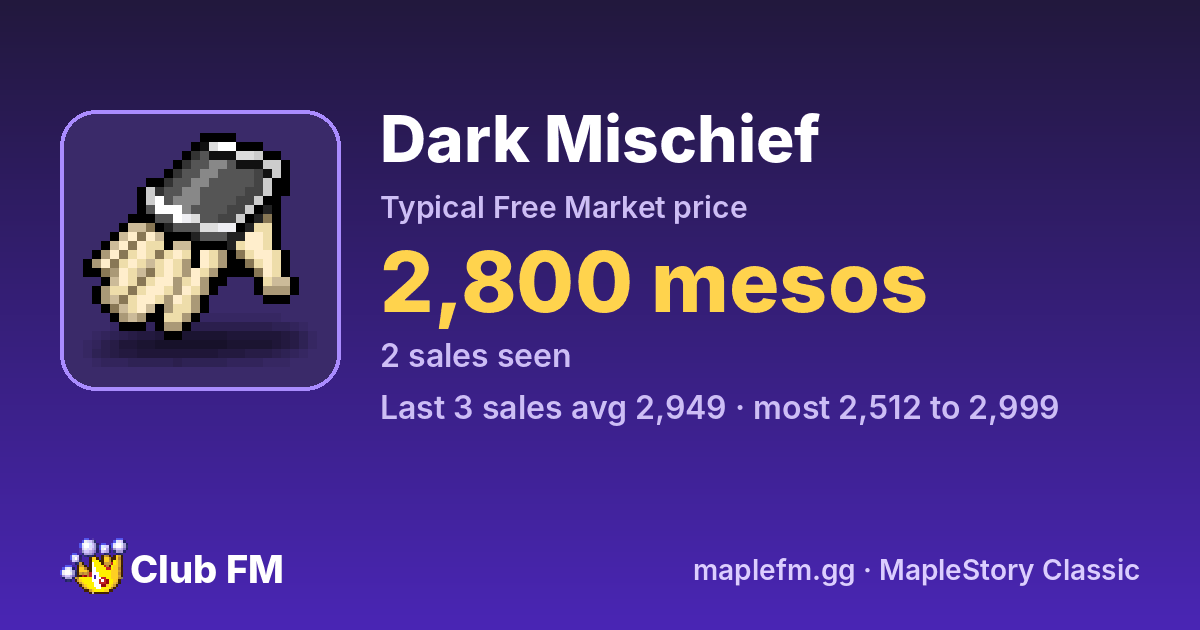 Dark Mischief
Typical Free Market price
2,800 mesos
2 sales seen
Last 3 sales avg 2,949 · most 2,512 to 2,999
Club FM
maplefm.gg · MapleStory Classic